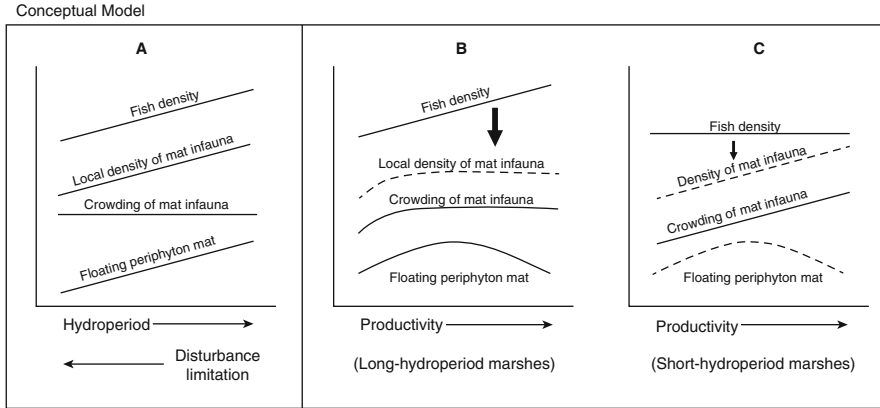 Conceptual Model
A
Fish density
Local density of mat infauna
Crowding of mat infauna
Floating periphyton mat
Hydroperiod
Disturbance
limitation
B
Fish density
Local density of mat infauna
Crowding of mat infauna
Floating periphyton mat
Productivity
(Long-hydroperiod marshes)
C
Fish density
Density of mat infauna
Crowding of mat infauna
Floating periphyton mat
Productivity
(Short-hydroperiod marshes)